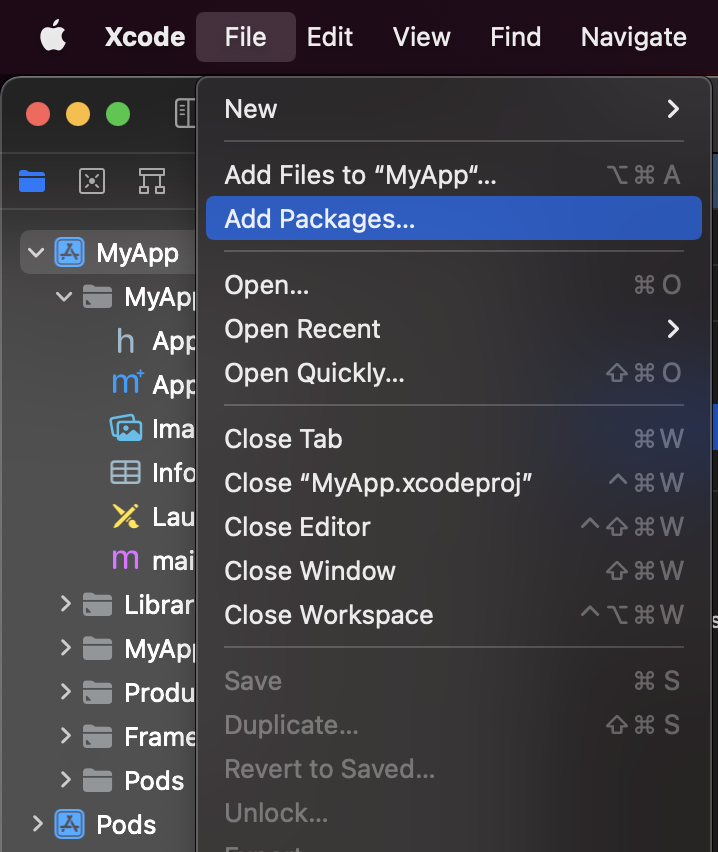 Xcode File Edit View Find Navigate
New
Add Files to “MyApp“... ⌥⌘A
Add Packages...
MyApp
Open... ⌘O
MyApp
Open Recent
App
Open Quickly... ⇧⌘O
App
Ima
Close Tab ⌘W
Info
Close “MyApp.xcodeproj” ^⌘W
Lau
Close Editor ^⇧⌘W
mai
Close Window ⇧⌘W
Librar
Close Workspace ^⌥⌘W
MyApp
Save ⌘S
Produ
Duplicate... ⇧⌘S
Frame
Revert to Saved...
Pods
Unlock...
Pods